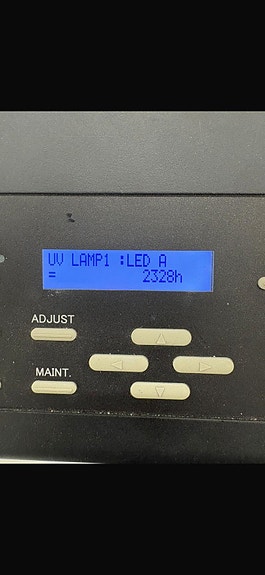 UV LAMP1 :LED A
= 2328h
ADJUST
MAINT.